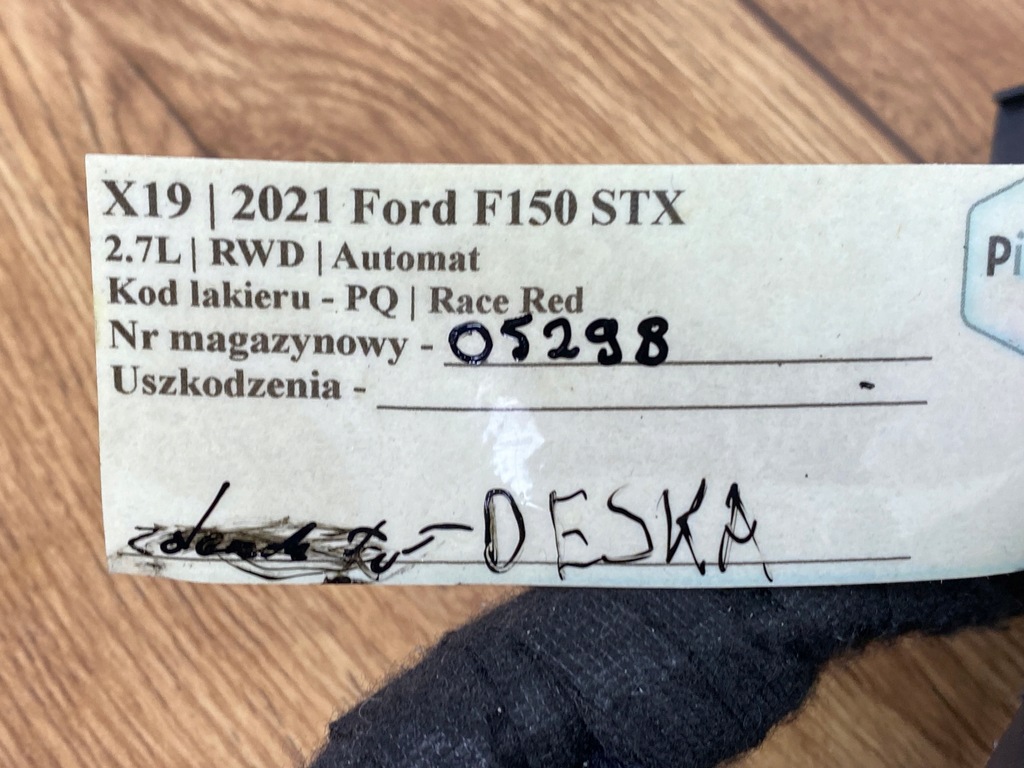 X19 | 2021 Ford F150 STX
2.7L | RWD | Automat
Kod lakieru - PQ | Race Red
Nr magazynowy - 05298
Uszkodzenia -
- DESKA
Pi